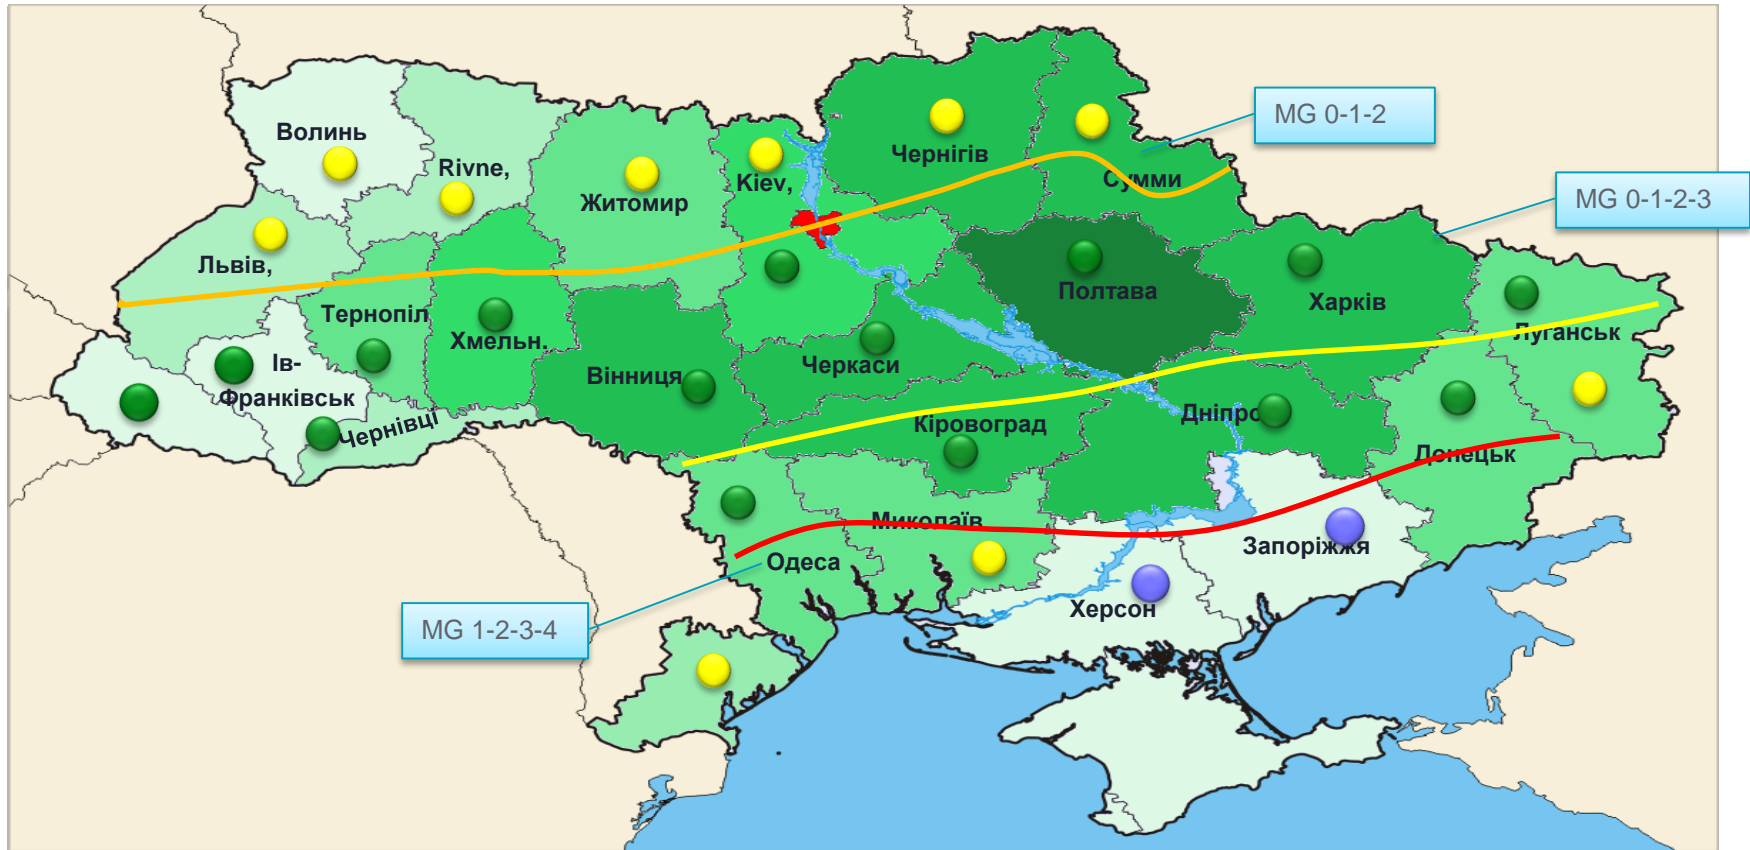 MG 0-1-2
Волинь
Rivne,
Чернігів
Kiev,
Сумми
Житомир
MG 0-1-2-3
Львів,
Полтава
Харків
Тернопіл
Хмельн.
Луганськ
Ів-
Франківськ
Вінниця
Черкаси
Чернівці
Кіровоград
Дніпро
Донецьк
Миколаїв
Запоріжжя
Одеса
Херсон
MG 1-2-3-4